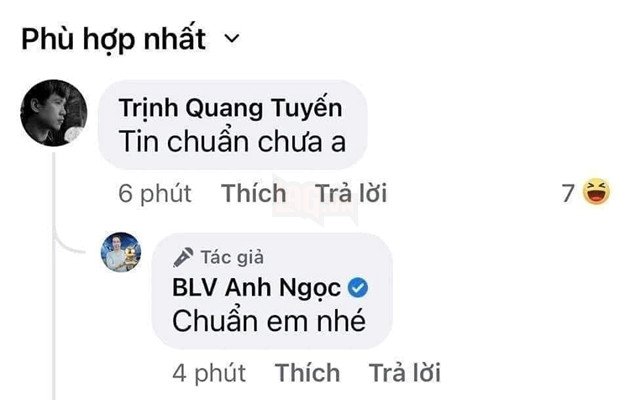 Phù hợp nhất
Trịnh Quang Tuyến
Tin chuẩn chưa a
6 phút Thích Trả lời 7
Tác giả
BLV Anh Ngọc
Chuẩn em nhé
4 phút Thích Trả lời